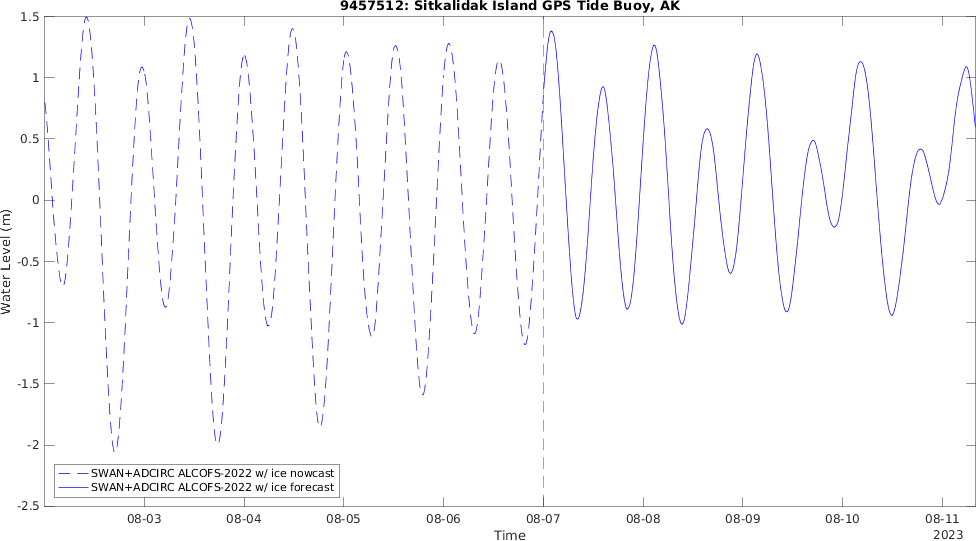 9457512: Sitkalidak Island GPS Tide Buoy, AK
1.5
1
0.5
0
-0.5
-1
-1.5
-2
-2.5
Water Level (m)
SWAN+ADCIRC ALCOFS-2022 w/ ice nowcast
SWAN+ADCIRC ALCOFS-2022 w/ ice forecast
08-03 08-04 08-05 08-06 08-07 08-08 08-09 08-10 08-11
2023
Time